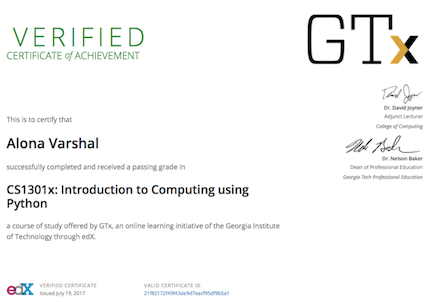 VERIFIED
CERTIFICATE of ACHIEVEMENT
GTx
This is to certify that
Alona Varshal
successfully completed and received a passing grade in
CS1301x: Introduction to Computing using
Python
a course of study offered by GTx, an online learning initiative of the Georgia Institute
of Technology through edX.
Dr. David Joyner
Adjunct Lecturer
College of Computing
Dr. Nelson Baker
Dean of Professional Education
Georgia Tech Professional Education
edX
VERIFIED CERTIFICATE
Issued July 19, 2017
VALID CERTIFICATE ID